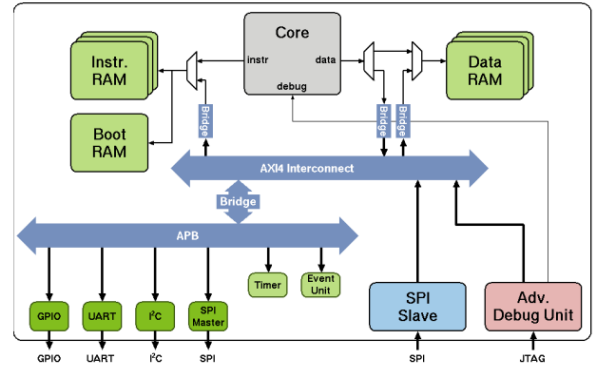 Core
instr
data
debug
Instr.
RAM
Data
RAM
Boot
RAM
Bridge
Bridge
Bridge
AXI4 Interconnect
Bridge
APB
Timer
Event
Unit
GPIO
UART
I²C
SPI
Master
SPI
Slave
Adv.
Debug Unit
GPIO
UART
I²C
SPI
SPI
JTAG